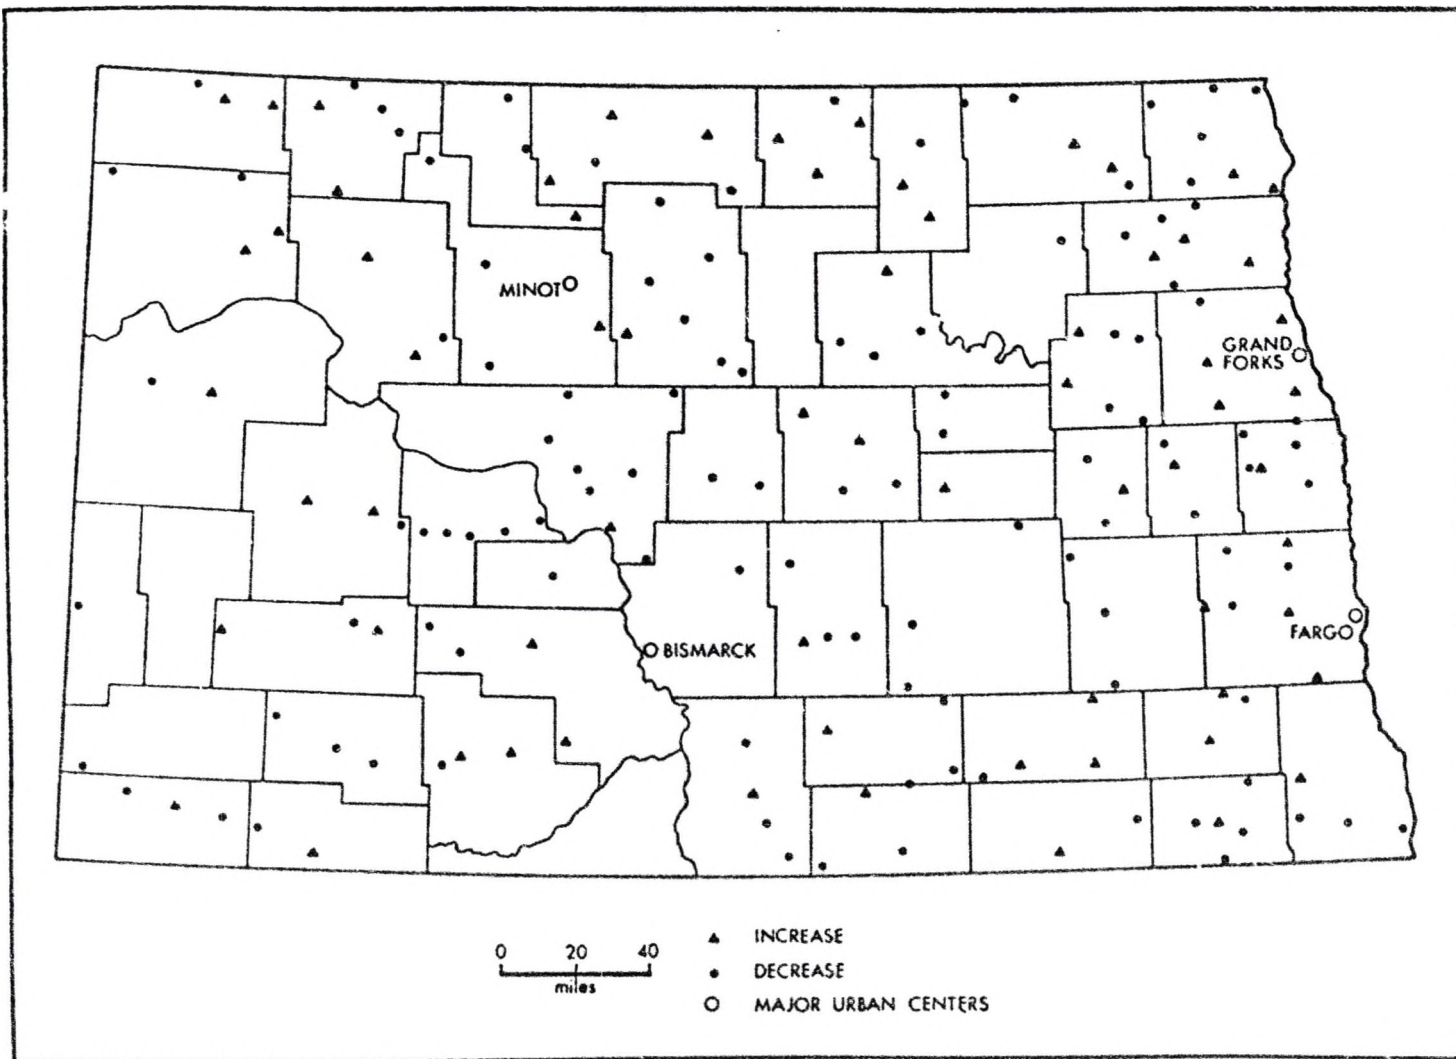 MINOT
GRAND
FORKS
FARGO
BISMARCK
0 20 40
miles
INCREASE
DECREASE
MAJOR URBAN CENTERS